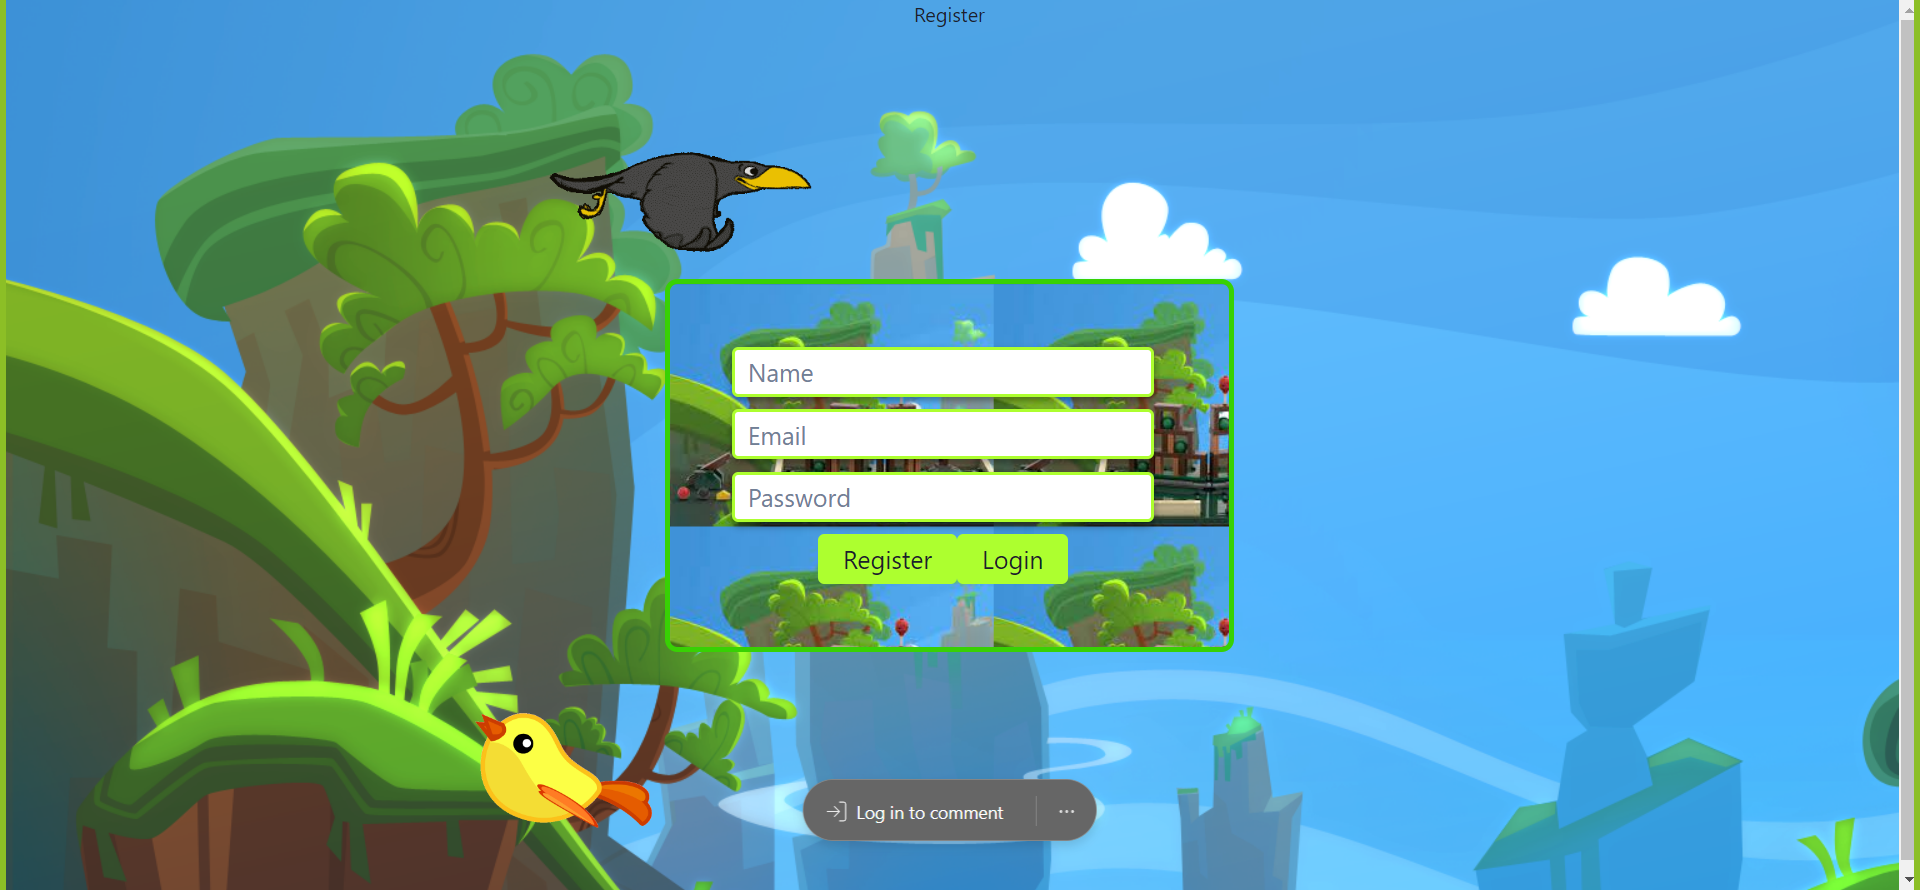 Register
Name
Email
Password
Register Login
Log in to comment